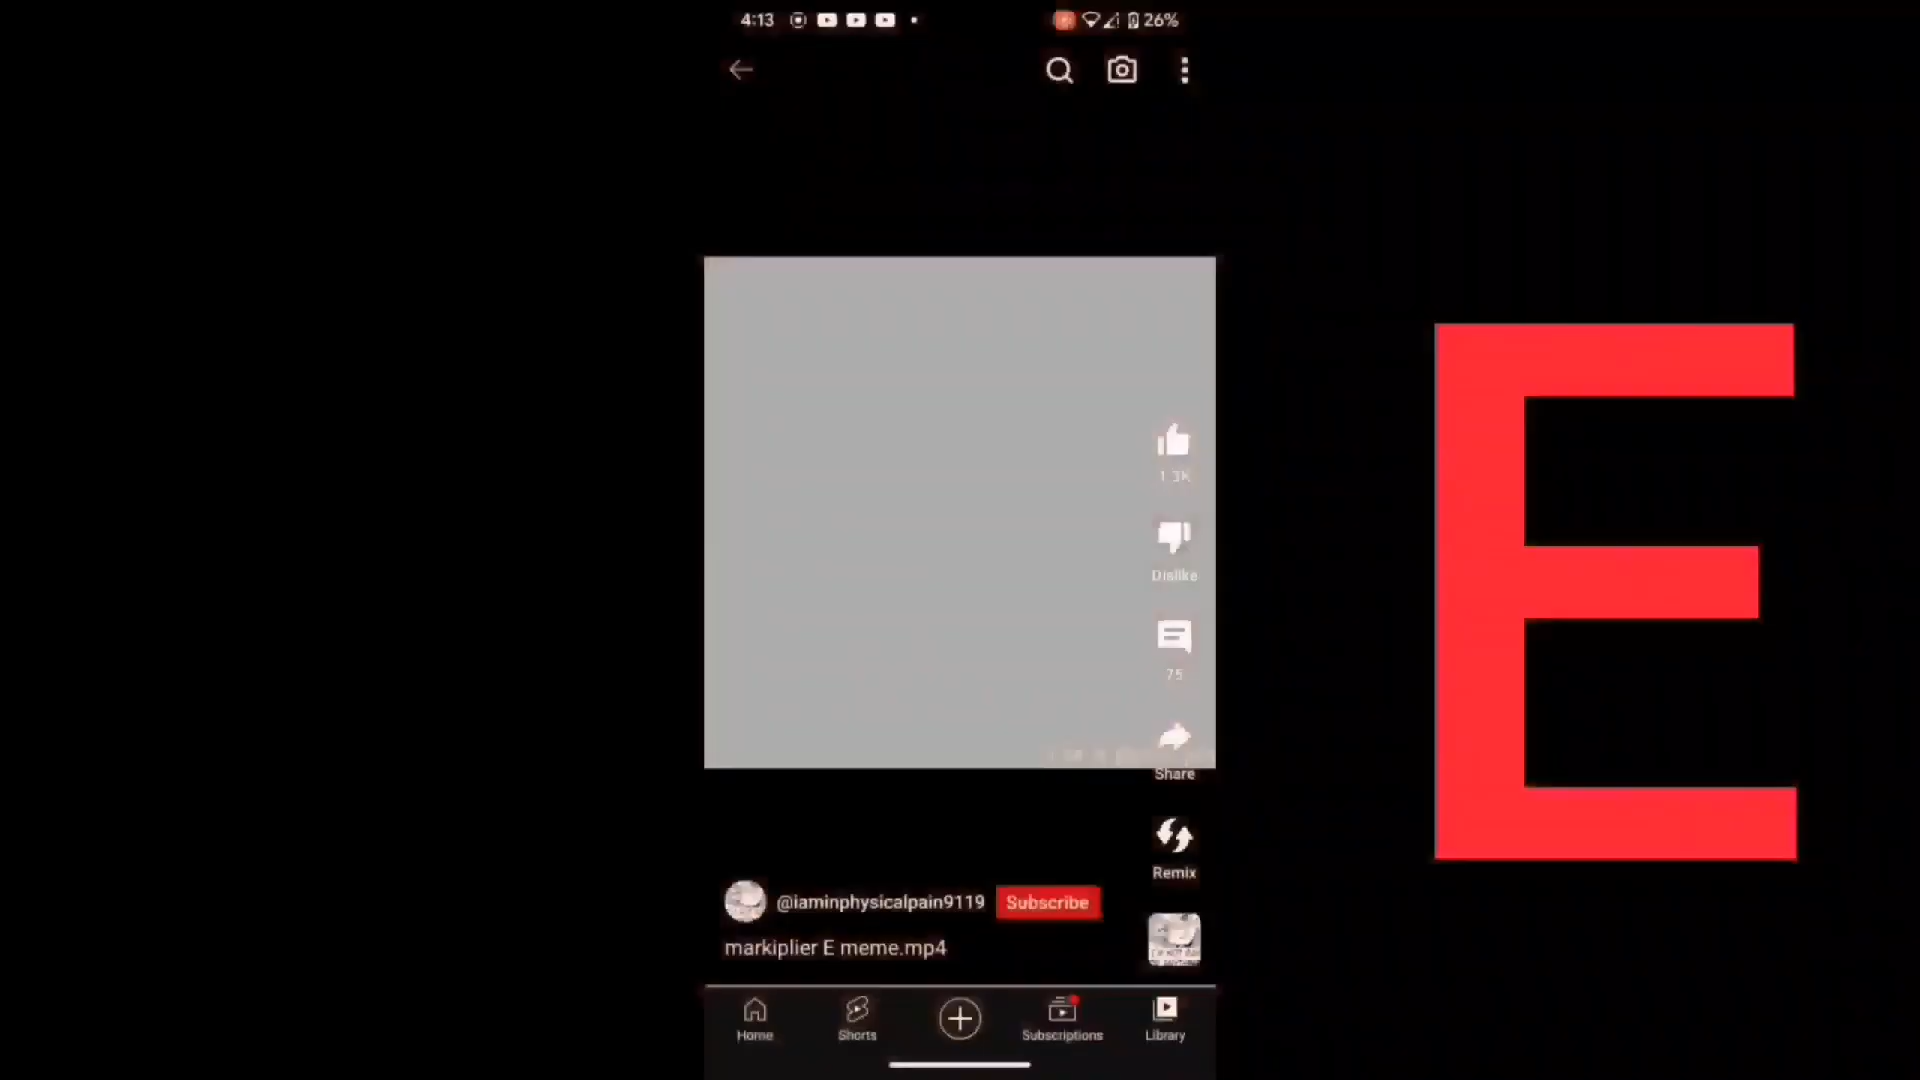 4:13
26%
E
1.3K
Dislike
75
Share
Remix
@iaminphysicalpain9119
Subscribe
markiplier E meme.mp4
Home
Shorts
Subscriptions
Library